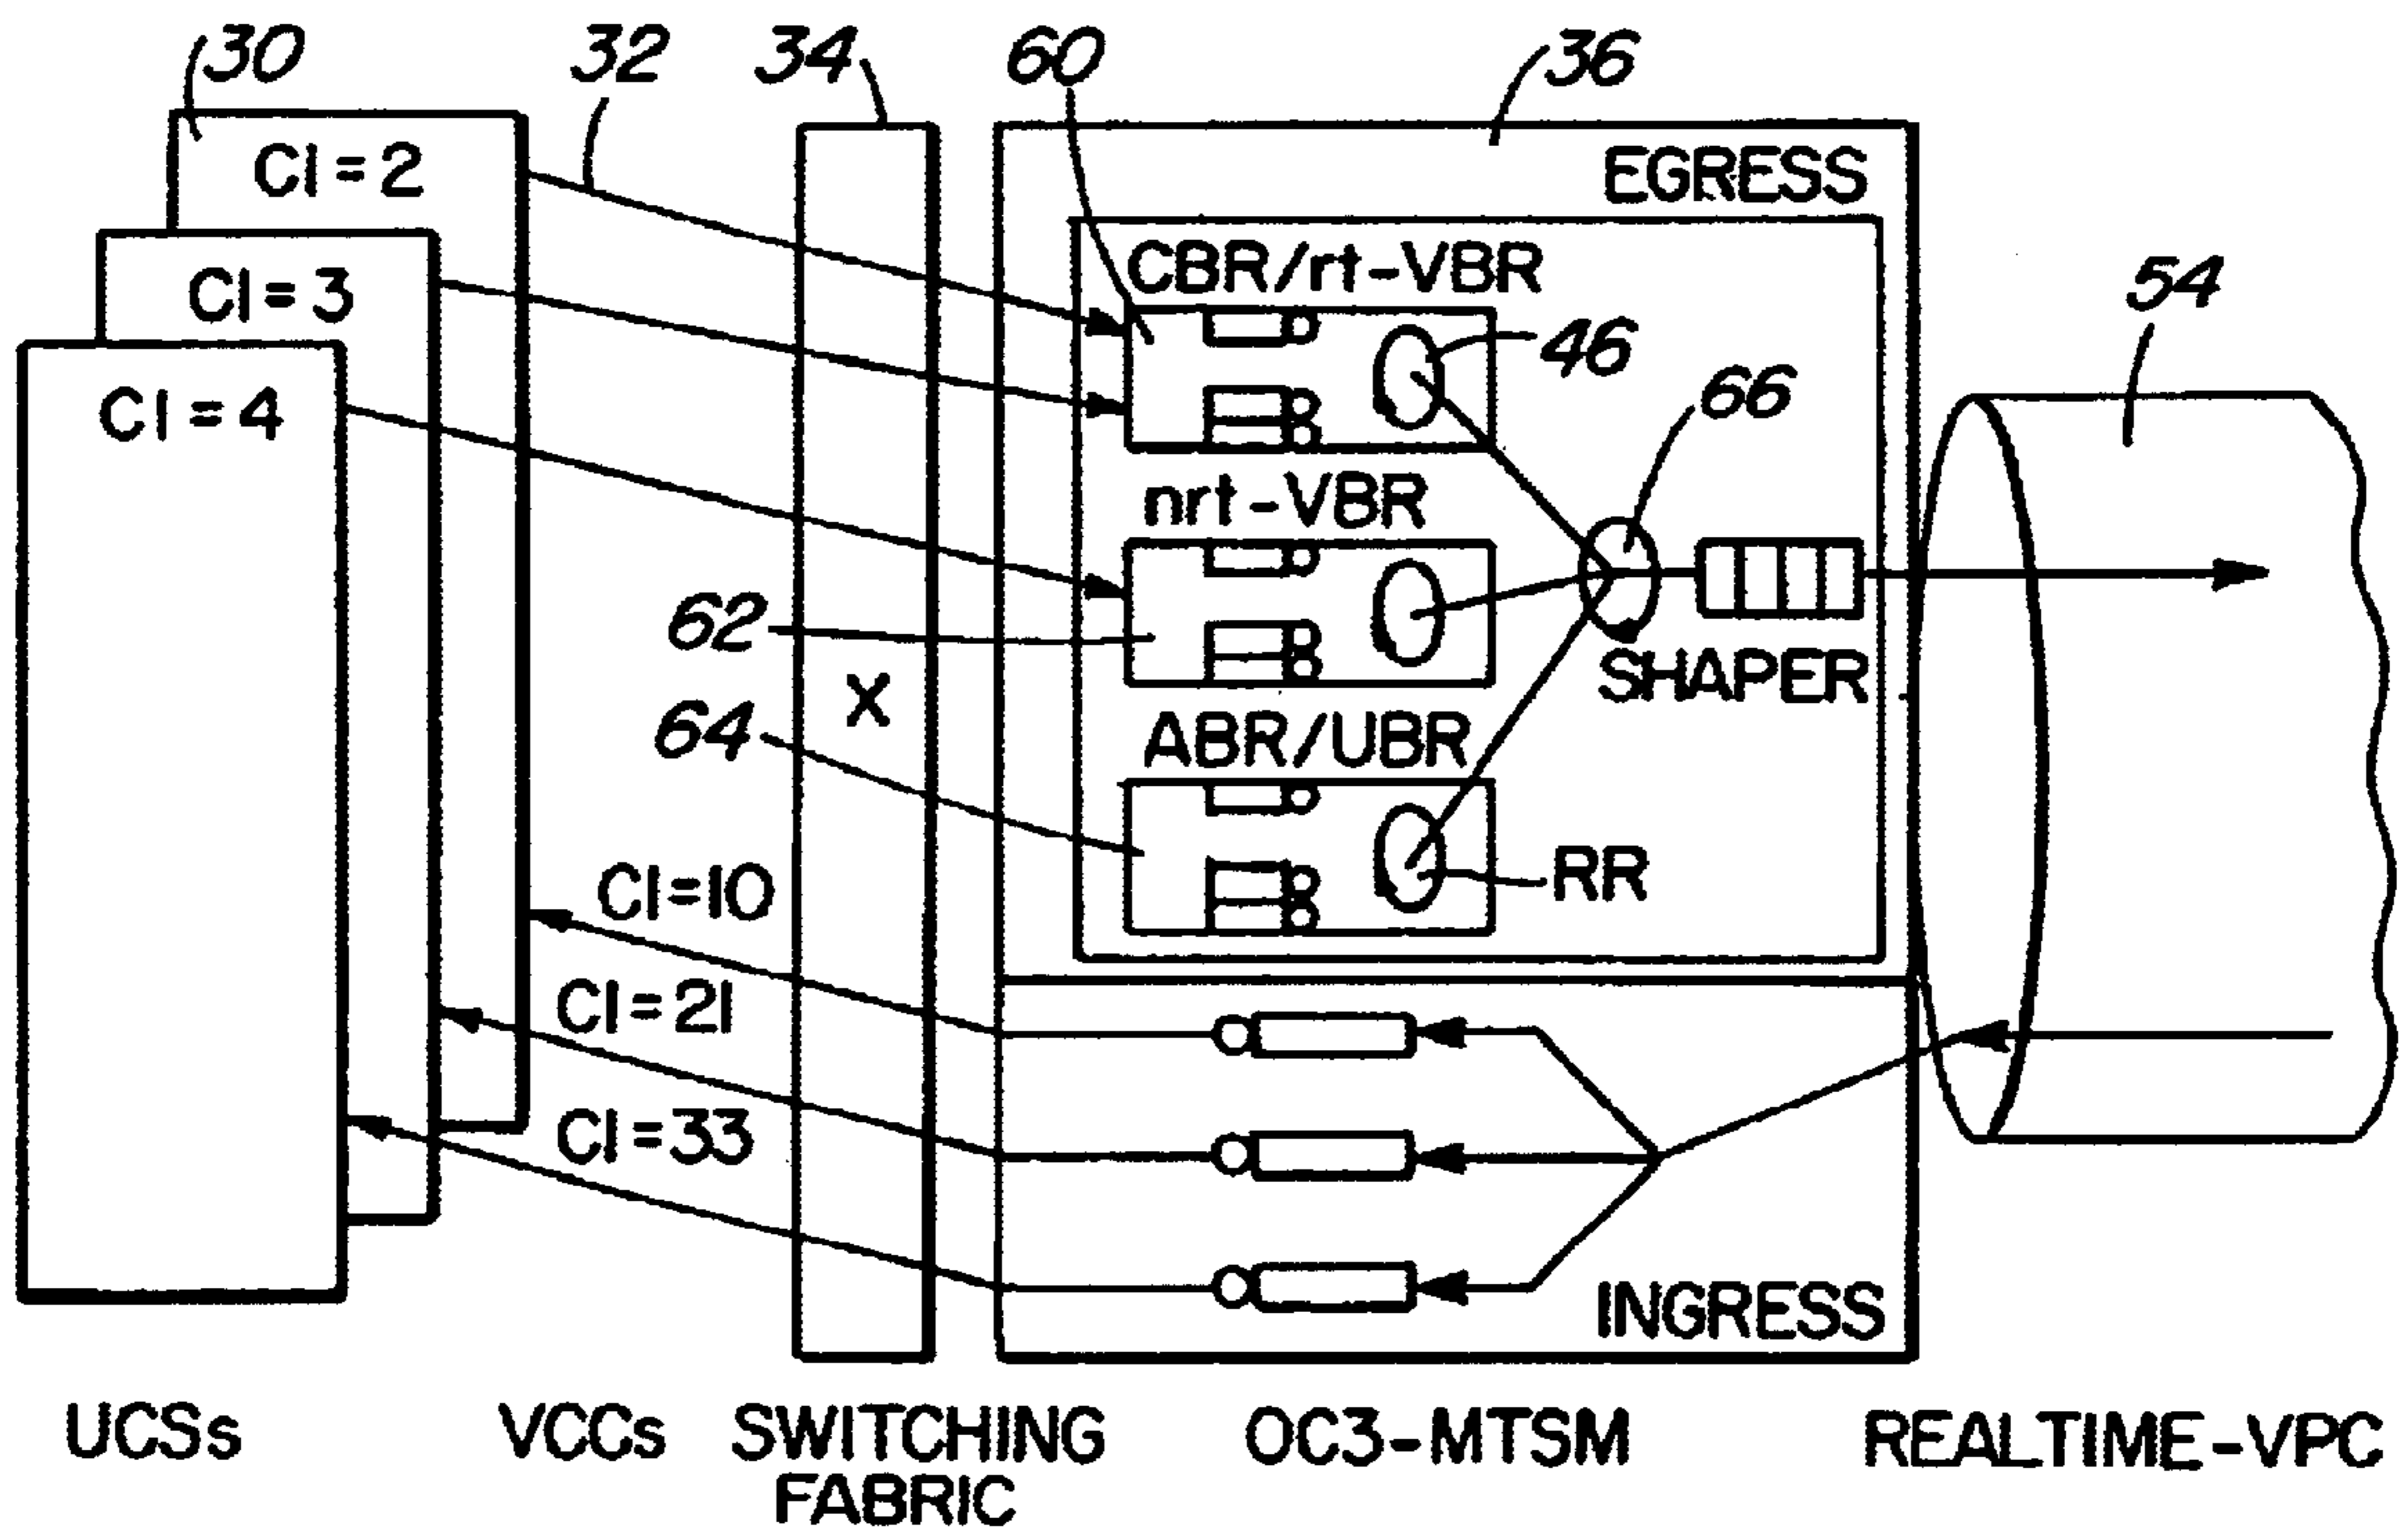 30
32
34
60
36
CI=2
EGRESS
CI=3
CBR/rt-VBR
54
46
66
CI=4
nrt-VBR
62
SHAPER
X
64
ABR/UBR
RR
CI=10
CI=21
CI=33
INGRESS
UCSs
VCCs
SWITCHING
FABRIC
OC3-MTSM
REALTIME-VPC